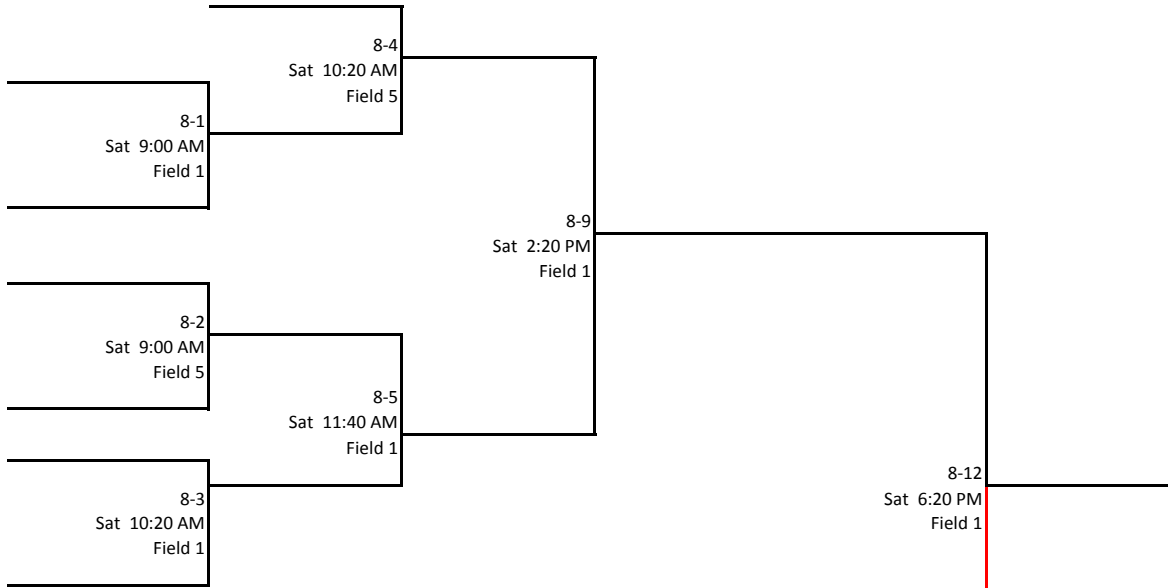 8-4
Sat 10:20 AM
Field 5
8-1
Sat 9:00 AM
Field 1
8-9
Sat 2:20 PM
Field 1
8-2
Sat 9:00 AM
Field 5
8-5
Sat 11:40 AM
Field 1
8-12
Sat 6:20 PM
Field 1
8-3
Sat 10:20 AM
Field 1